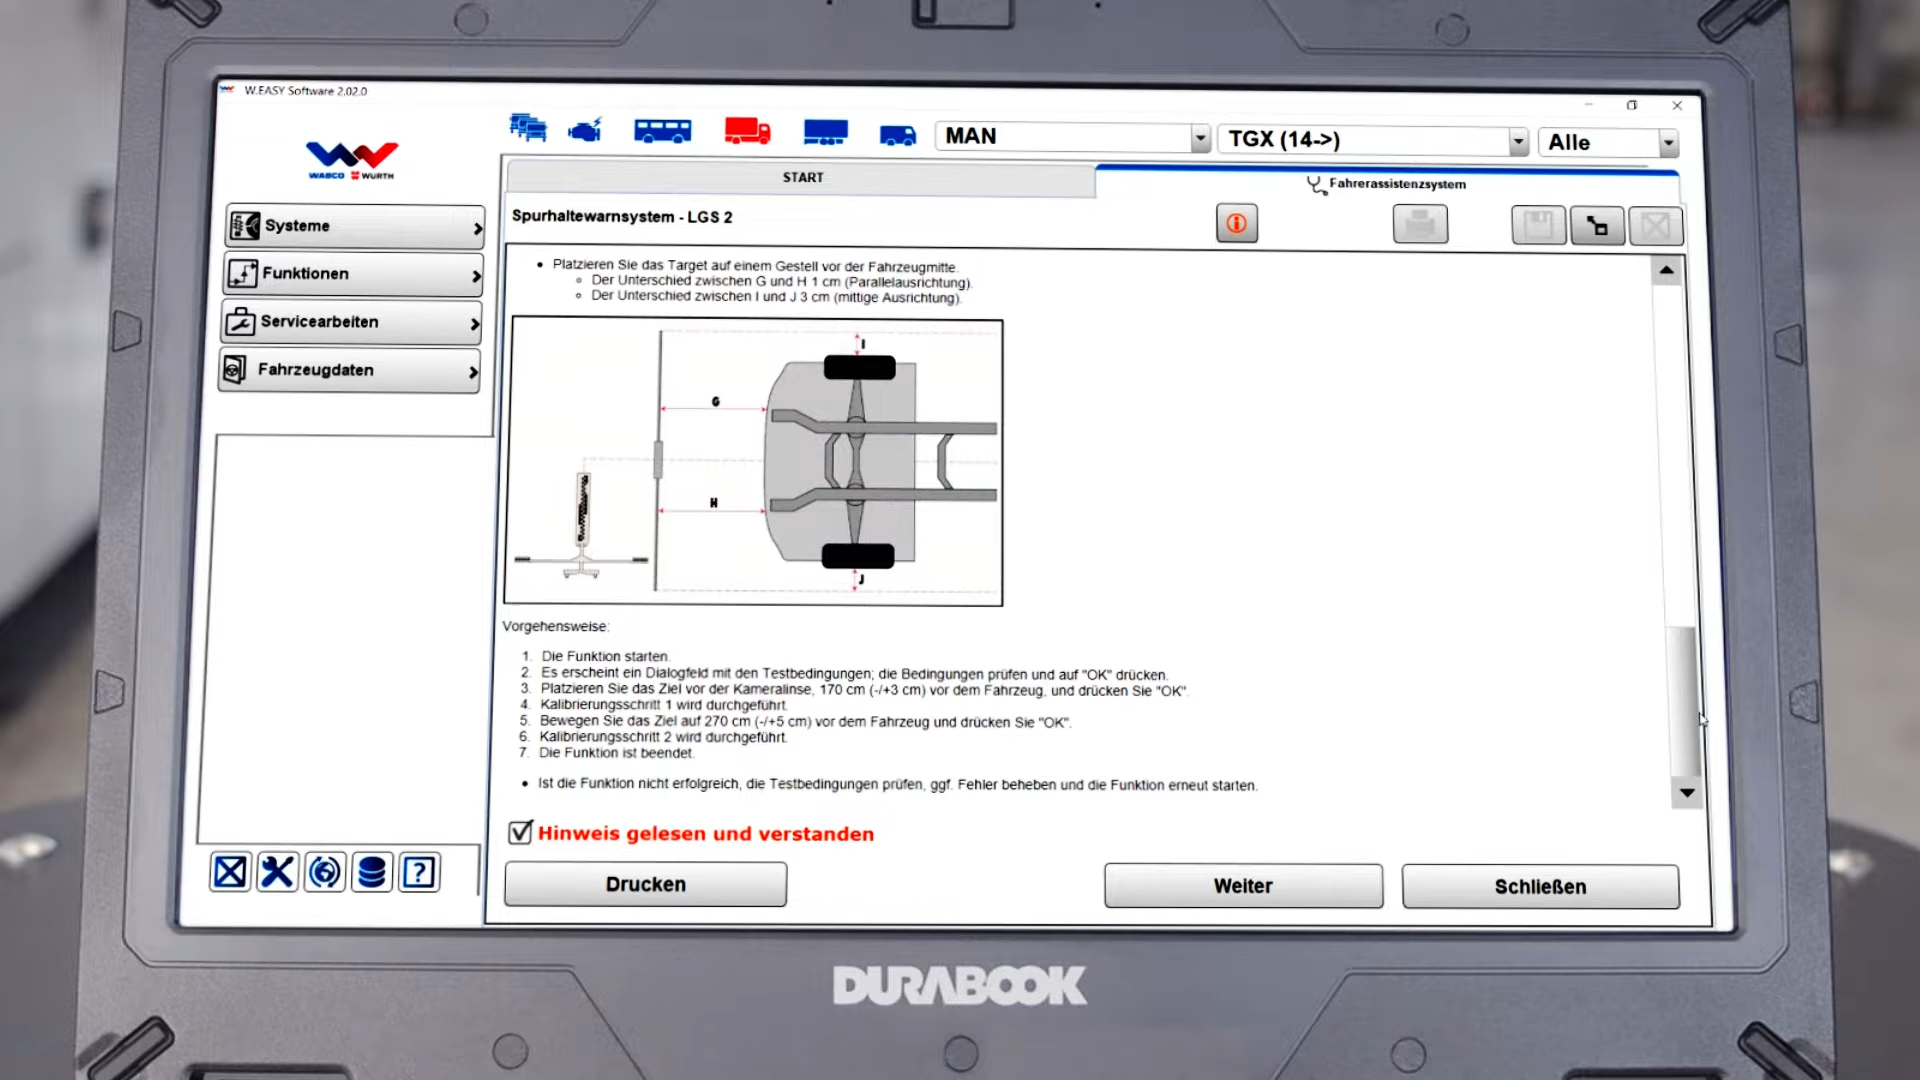 W.EASY Software 2.02.0
WABCO WÜRTH
MAN
TGX (14->)
Alle
START
Fahrerassistenzsystem
Systeme
Funktionen
Servicearbeiten
Fahrzeugdaten
Spurhaltewarnsystem - LGS 2
• Platzieren Sie das Target auf einem Gestell vor der Fahrzeugmitte.
◦ Der Unterschied zwischen G und H 1 cm (Parallelausrichtung).
◦ Der Unterschied zwischen I und J 3 cm (mittige Ausrichtung).
I
G
H
J
Vorgehensweise:
1. Die Funktion starten.
2. Es erscheint ein Dialogfeld mit den Testbedingungen; die Bedingungen prüfen und auf "OK" drücken.
3. Platzieren Sie das Ziel vor der Kameralinse, 170 cm (-/+3 cm) vor dem Fahrzeug, und drücken Sie "OK".
4. Kalibrierungsschritt 1 wird durchgeführt.
5. Bewegen Sie das Ziel auf 270 cm (-/+5 cm) vor dem Fahrzeug und drücken Sie "OK".
6. Kalibrierungsschritt 2 wird durchgeführt.
7. Die Funktion ist beendet.
• Ist die Funktion nicht erfolgreich, die Testbedingungen prüfen, ggf. Fehler beheben und die Funktion erneut starten.
Hinweis gelesen und verstanden
Drucken
Weiter
Schließen
DURABOOK